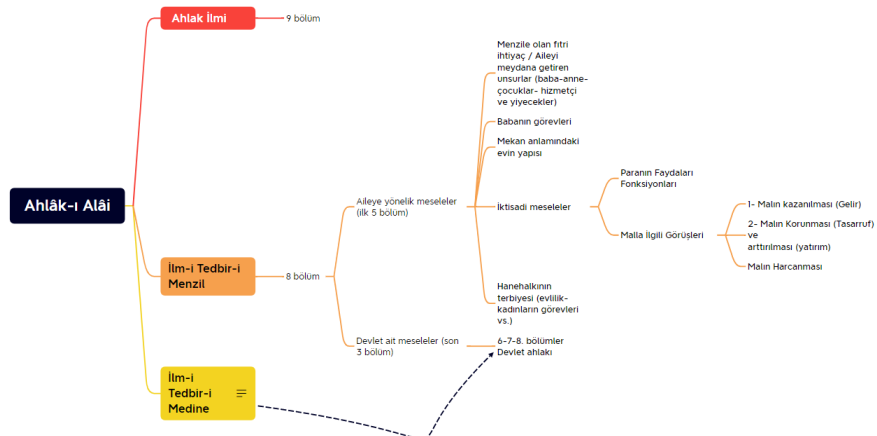 Ahlâk-ı Alâi
Ahlak İlmi
9 bölüm
İlm-i Tedbir-i
Menzil
8 bölüm
Aileye yönelik meseleler
(ilk 5 bölüm)
Menzile olan fıtri
ihtiyaç / Aileyi
meydana getiren
unsurlar (baba-anne-
çocuklar- hizmetçi
ve yiyecekler)
Babanın görevleri
Mekan anlamındaki
evin yapısı
İktisadi meseleler
Paranın Faydaları
Fonksiyonları
Malla İlgili Görüşleri
1- Malın kazanılması (Gelir)
2- Malın Korunması (Tasarruf)
ve
arttırılması (yatırım)
Malın Harcanması
Hanehalkının
terbiyesi (evlilik-
kadınların görevleri
vs.)
Devlet ait meseleler (son
3 bölüm)
6-7-8. bölümler
Devlet ahlakı
İlm-i
Tedbir-i
Medine